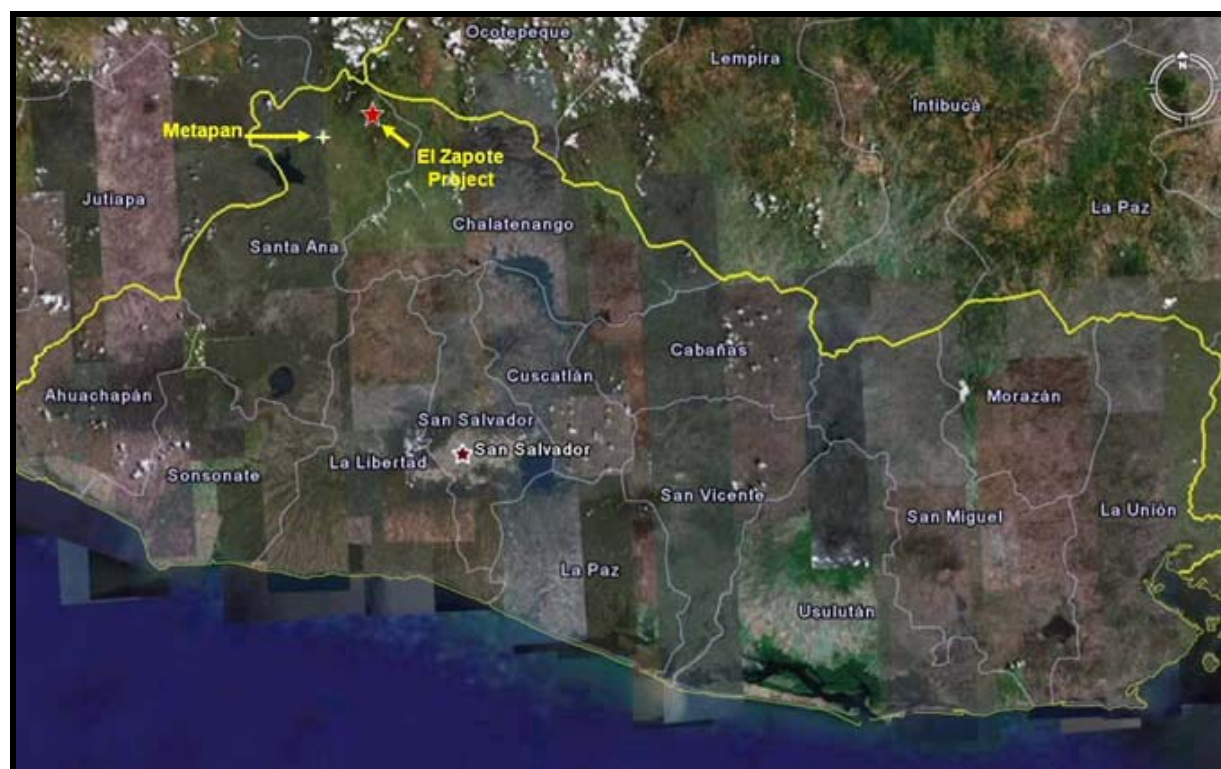 Ocotepeque
Lempira
Intibucà
N
Metapan
El Zapote
Project
Jutiapa
La Paz
Chalatenango
Santa Ana
Cabañas
Cuscatlán
Ahuachapán
Morazán
San Salvador
San Salvador
La Libertad
Sonsonate
San Vicente
La Unión
San Miguel
La Paz
Usulután